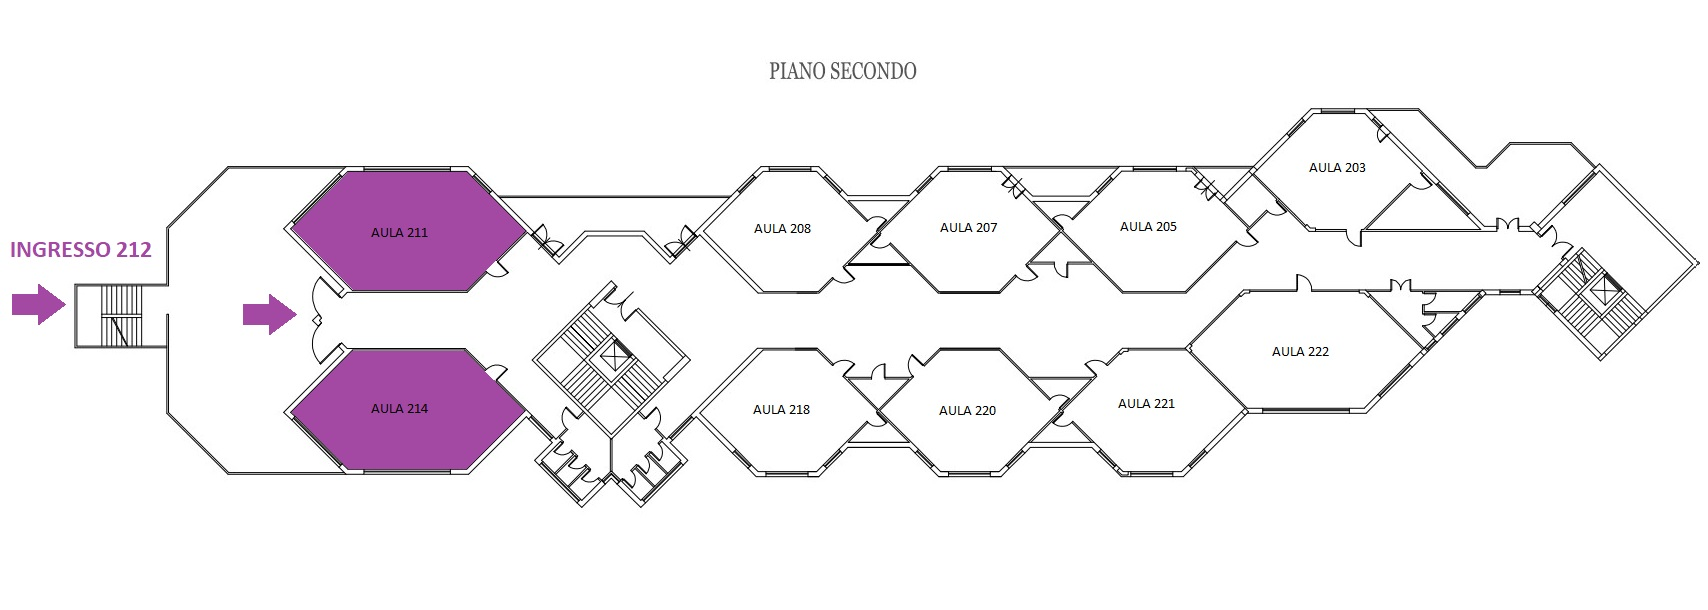 PIANO SECONDO
AULA 203
AULA 211
AULA 208
AULA 207
AULA 205
INGRESSO 212
AULA 222
AULA 214
AULA 218
AULA 220
AULA 221